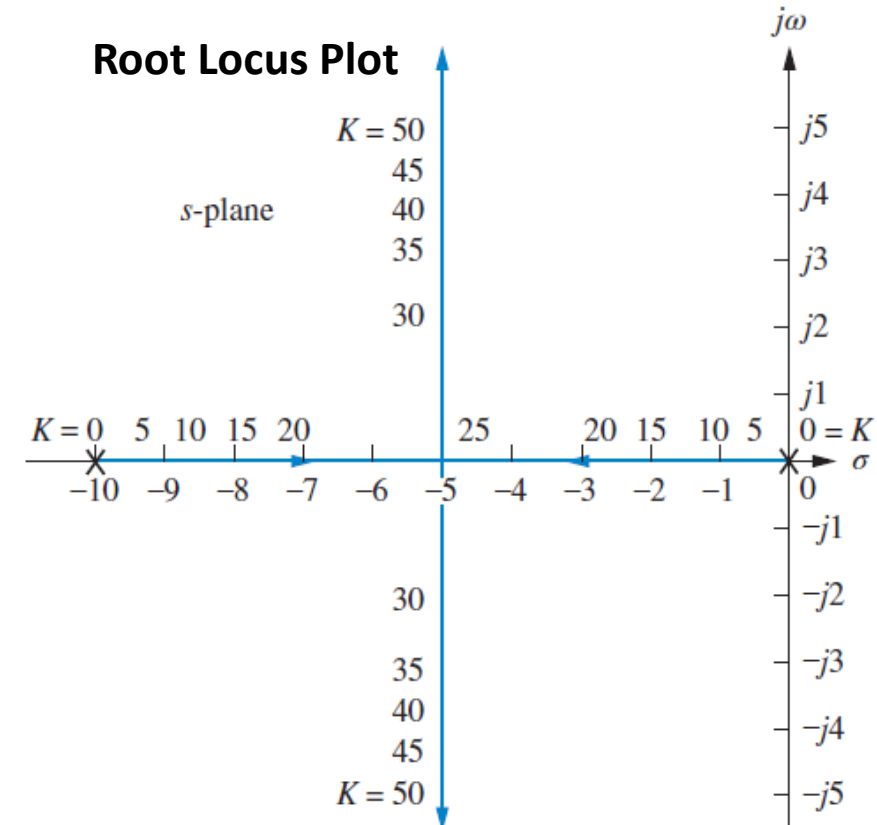 jω
Root Locus Plot
K = 50
j5
45
s-plane
40
j4
35
j3
30
j2
j1
K = 0 5 10 15 20 25 20 15 10 5 0 = K
σ
−10 −9 −8 −7 −6 −5 −4 −3 −2 −1 0
−j1
30
−j2
35
−j3
40
−j4
45
K = 50
−j5